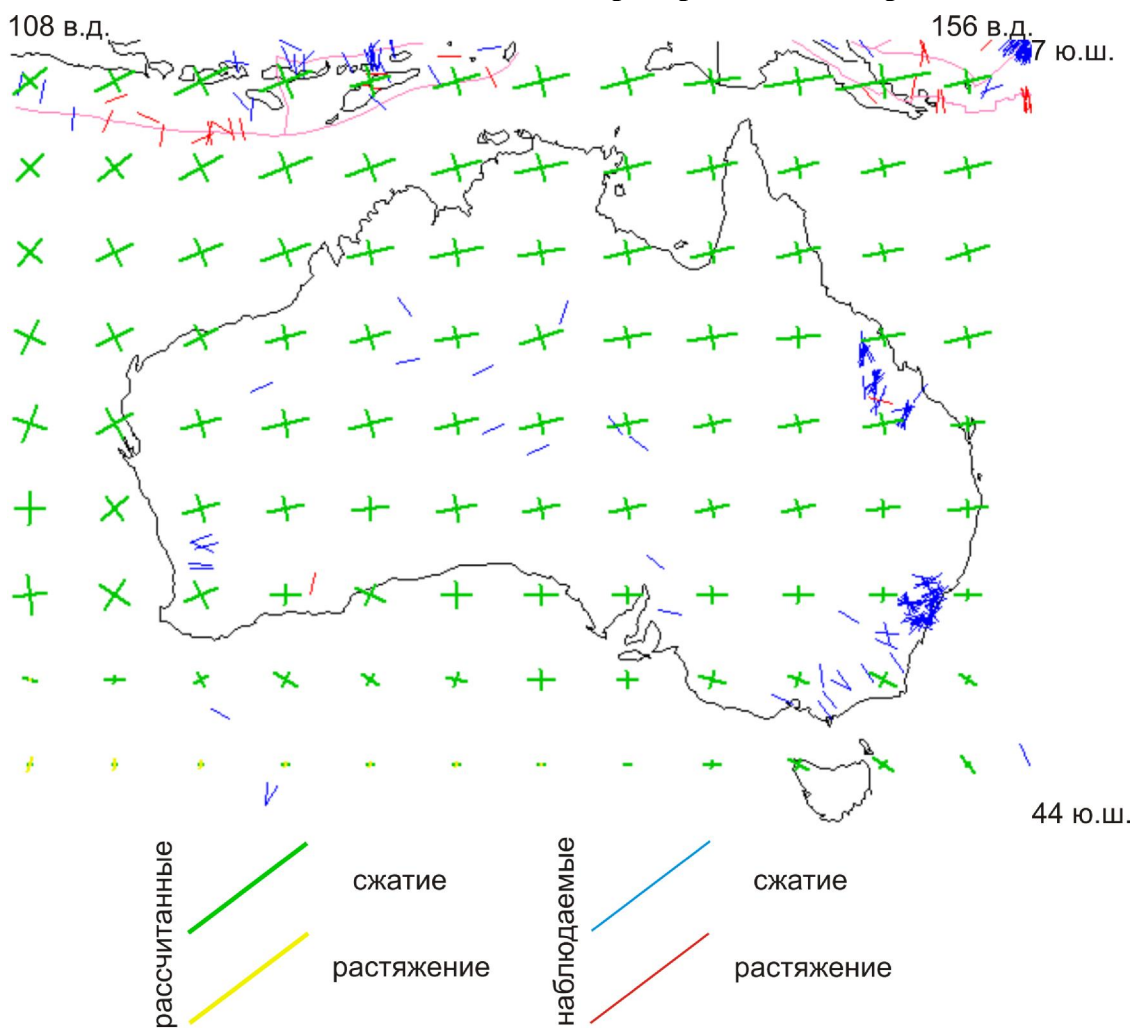 108 в.д.
156 в.д.
7 ю.ш.
44 ю.ш.
рассчитанные
сжатие
растяжение
наблюдаемые
сжатие
растяжение